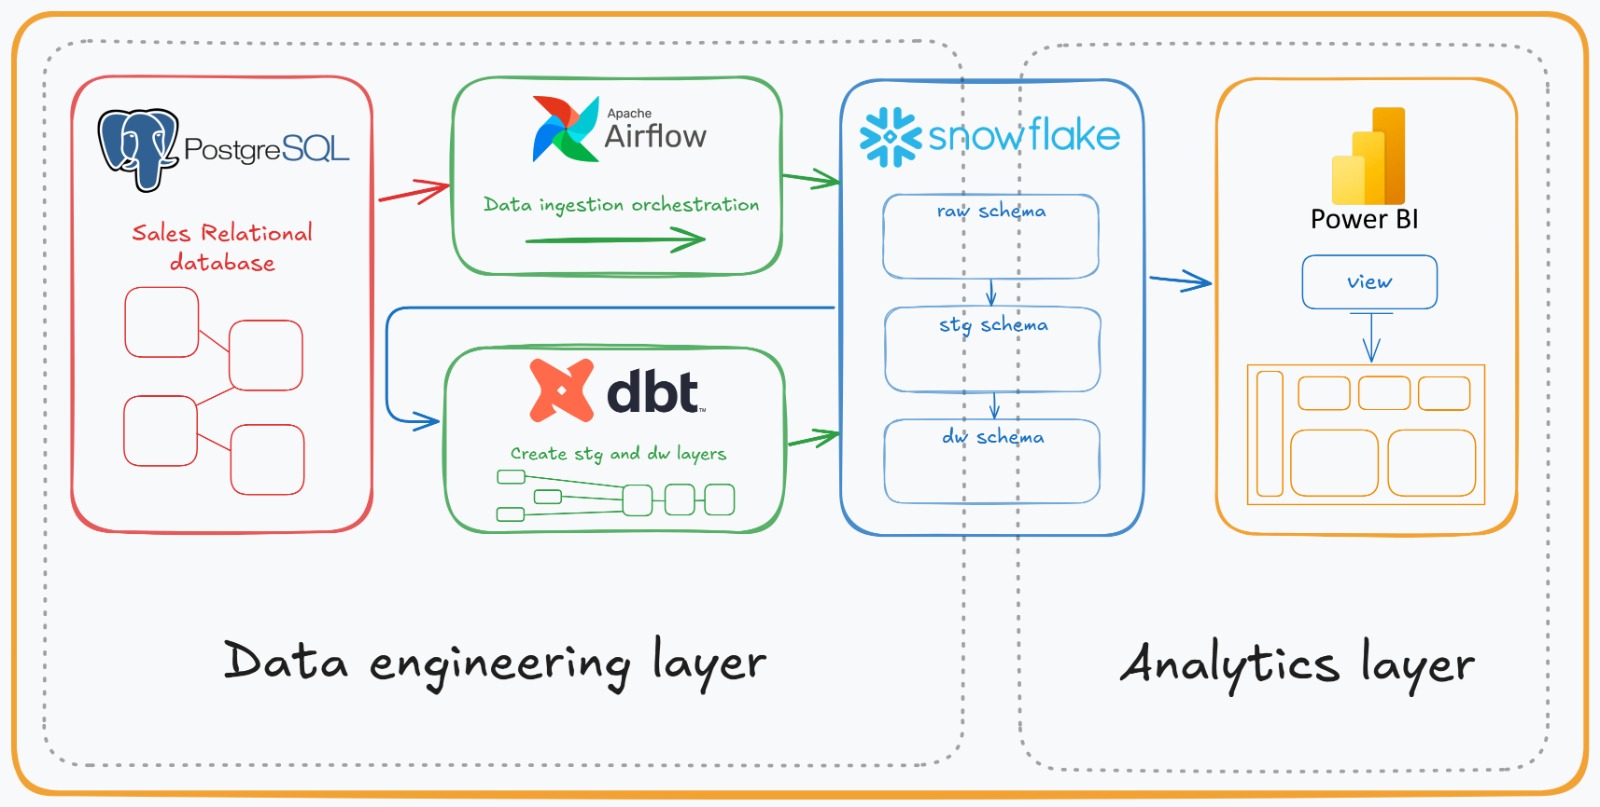 PostgreSQL
Sales Relational
database
Apache
Airflow
Data ingestion orchestration
dbt™
Create stg and dw layers
snowflake
raw schema
stg schema
dw schema
Power BI
view
Data engineering layer
Analytics layer